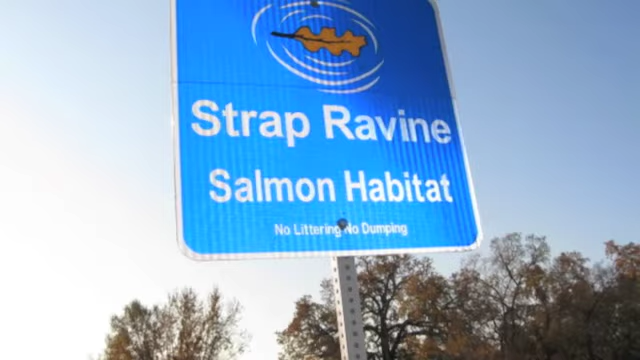 Strap Ravine
Salmon Habitat
No Littering No Dumping